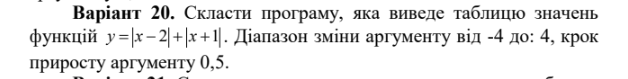 Варіант 20. Скласти програму, яка виведе таблицю значень
функцій y=|x−2|+|x+1|. Діапазон зміни аргументу від -4 до: 4, крок
приросту аргументу 0,5.